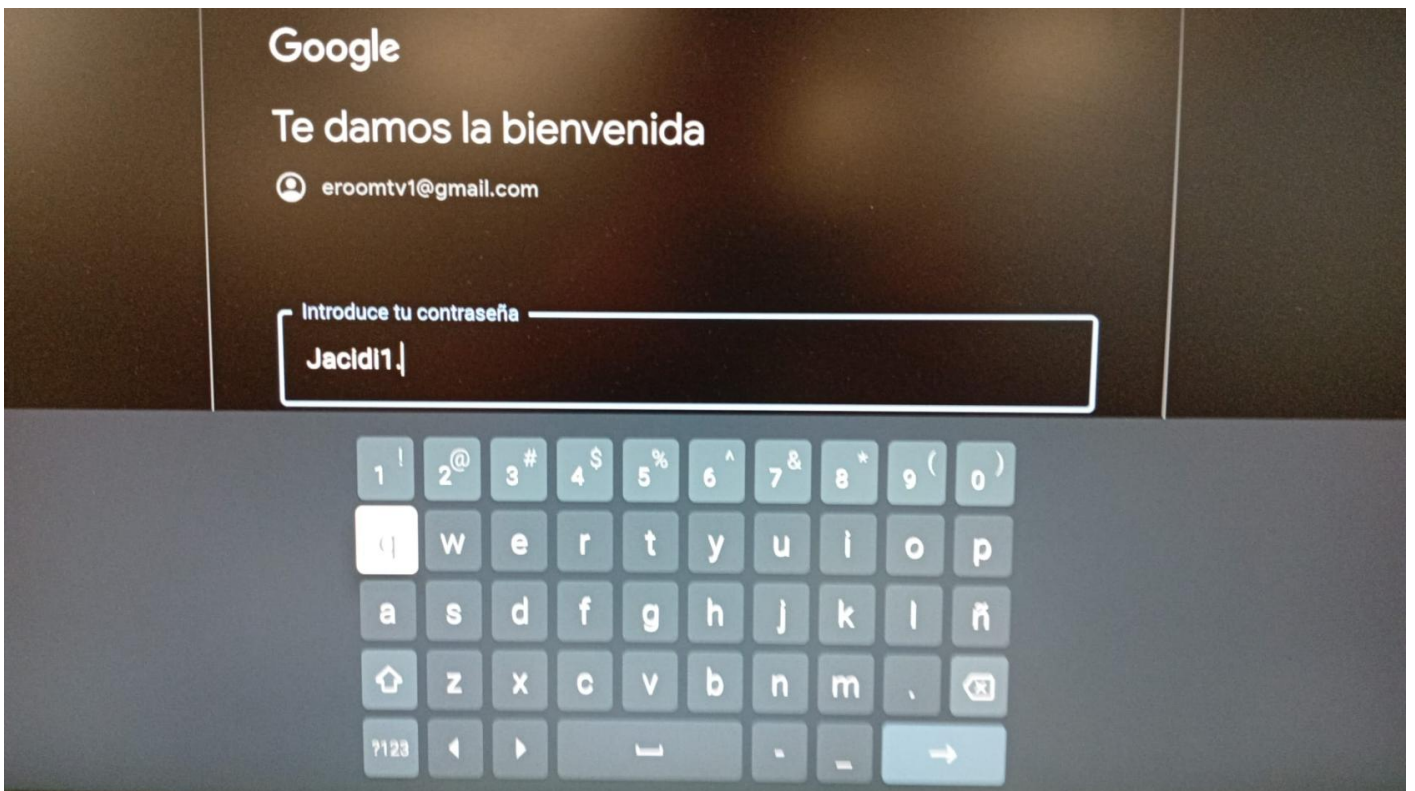 Google
Te damos la bienvenida
eroomtv1@gmail.com
Introduce tu contraseña
Jacidi1.
1 ! 2 @ 3 # 4 $ 5 % 6 ^ 7 & 8 * 9 ( 0 )
q w e r t y u i o p
a s d f g h j k l ñ
z x c v b n m .
?123 - _